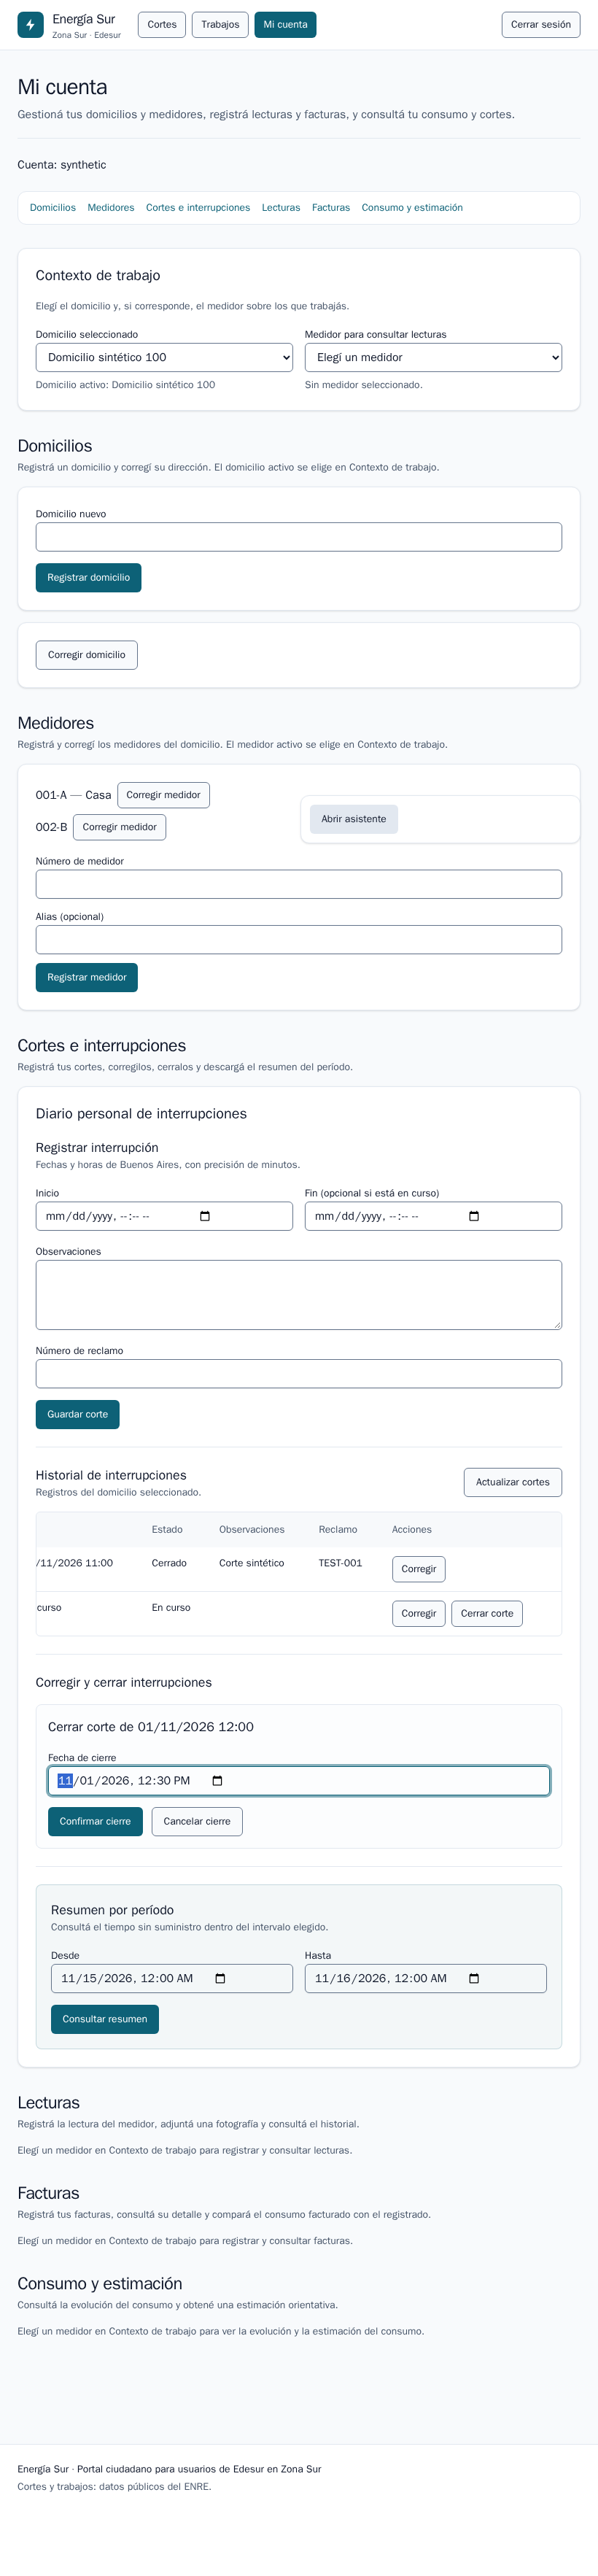 Energía Sur
Zona Sur · Edesur
Cortes
Trabajos
Mi cuenta
Cerrar sesión
Mi cuenta
Gestioná tus domicilios y medidores, registrá lecturas y facturas, y consultá tu consumo y cortes.
Cuenta: synthetic
Domicilios Medidores Cortes e interrupciones Lecturas Facturas Consumo y estimación
Contexto de trabajo
Elegí el domicilio y, si corresponde, el medidor sobre los que trabajás.
Domicilio seleccionado
Domicilio sintético 100
Domicilio activo: Domicilio sintético 100
Medidor para consultar lecturas
Elegí un medidor
Sin medidor seleccionado.
Domicilios
Registrá un domicilio y corregí su dirección. El domicilio activo se elige en Contexto de trabajo.
Domicilio nuevo
Registrar domicilio
Corregir domicilio
Medidores
Registrá y corregí los medidores del domicilio. El medidor activo se elige en Contexto de trabajo.
001-A — Casa Corregir medidor
002-B Corregir medidor
Abrir asistente
Número de medidor
Alias (opcional)
Registrar medidor
Cortes e interrupciones
Registrá tus cortes, corregilos, cerralos y descargá el resumen del período.
Diario personal de interrupciones
Registrar interrupción
Fechas y horas de Buenos Aires, con precisión de minutos.
Inicio
mm/dd/yyyy, --:-- --
Fin (opcional si está en curso)
mm/dd/yyyy, --:-- --
Observaciones
Número de reclamo
Guardar corte
Historial de interrupciones
Registros del domicilio seleccionado.
Actualizar cortes
Estado Observaciones Reclamo Acciones
/11/2026 11:00 Cerrado Corte sintético TEST-001 Corregir
curso En curso Corregir Cerrar corte
Corregir y cerrar interrupciones
Cerrar corte de 01/11/2026 12:00
Fecha de cierre
11/01/2026, 12:30 PM
Confirmar cierre
Cancelar cierre
Resumen por período
Consultá el tiempo sin suministro dentro del intervalo elegido.
Desde
11/15/2026, 12:00 AM
Hasta
11/16/2026, 12:00 AM
Consultar resumen
Lecturas
Registrá la lectura del medidor, adjuntá una fotografía y consultá el historial.
Elegí un medidor en Contexto de trabajo para registrar y consultar lecturas.
Facturas
Registrá tus facturas, consultá su detalle y compará el consumo facturado con el registrado.
Elegí un medidor en Contexto de trabajo para registrar y consultar facturas.
Consumo y estimación
Consultá la evolución del consumo y obtené una estimación orientativa.
Elegí un medidor en Contexto de trabajo para ver la evolución y la estimación del consumo.
Energía Sur · Portal ciudadano para usuarios de Edesur en Zona Sur
Cortes y trabajos: datos públicos del ENRE.